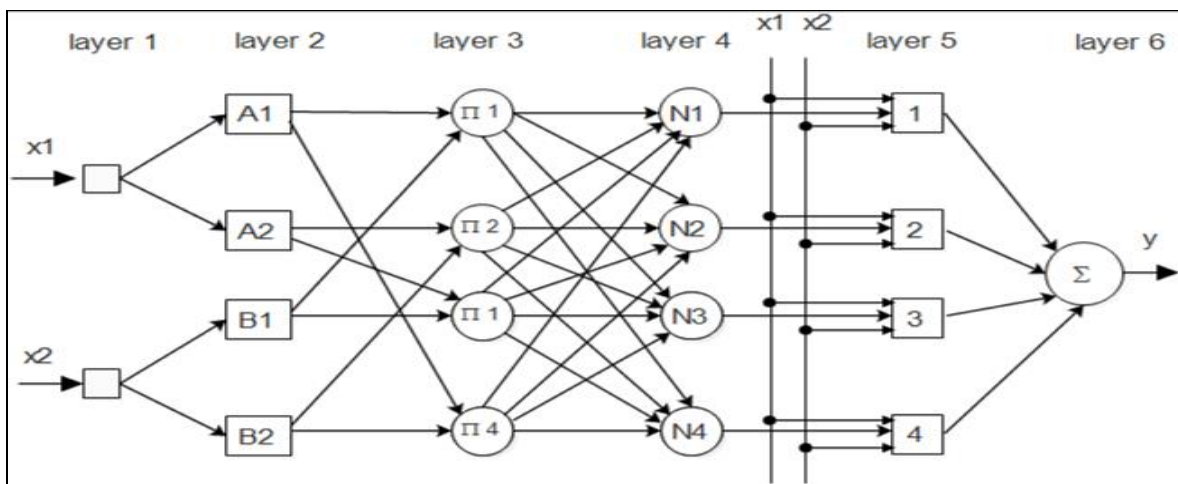 x1 x2
layer 1 layer 2 layer 3 layer 4 layer 5 layer 6
A1 Π 1 N1 1
x1
A2 Π 2 N2 2
y
Σ
B1 Π 1 N3 3
x2
B2 Π 4 N4 4